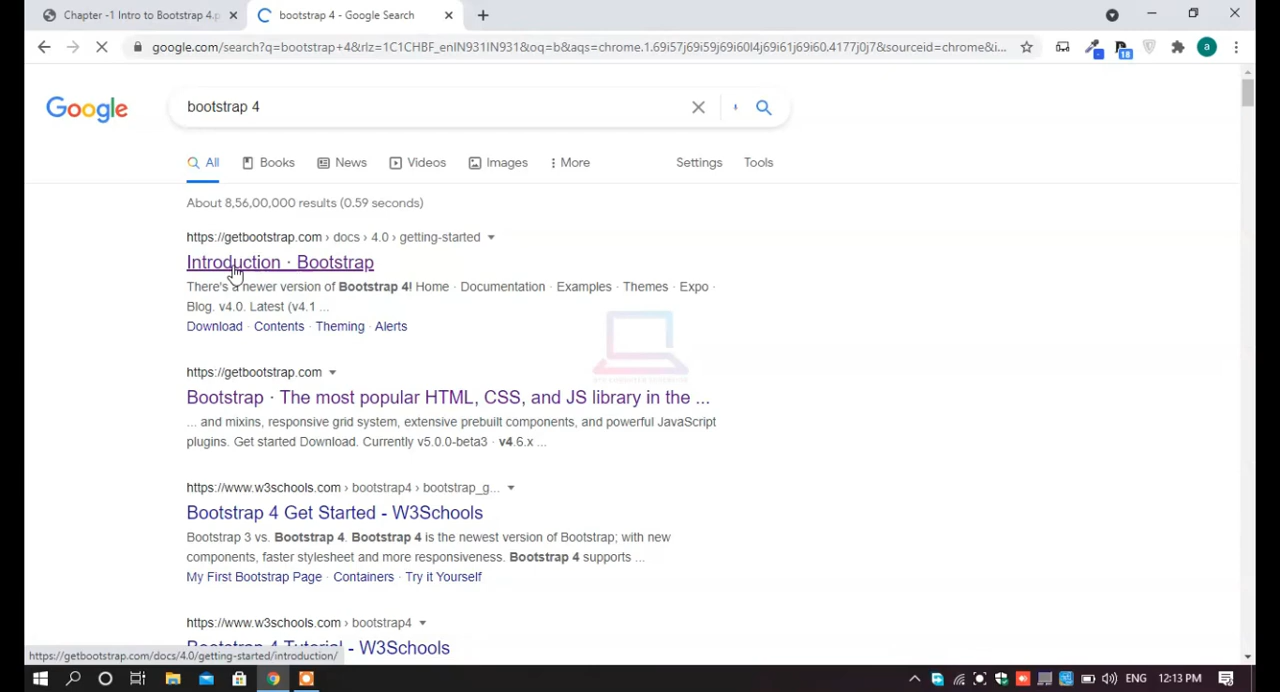 Chapter -1 Intro to Bootstrap 4.p
bootstrap 4 - Google Search
google.com/search?q=bootstrap+4&rlz=1C1CHBF_enIN931IN931&oq=b&aqs=chrome.1.69i57j69i59j69i60l4j69i61j69i60.4177j0j7&sourceid=chrome&i...
18
a
Google
bootstrap 4
All Books News Videos Images More Settings Tools
About 8,56,00,000 results (0.59 seconds)
https://getbootstrap.com › docs › 4.0 › getting-started
Introduction · Bootstrap
There's a newer version of Bootstrap 4! Home · Documentation · Examples · Themes · Expo ·
Blog. v4.0. Latest (v4.1 ...
Download · Contents · Theming · Alerts
https://getbootstrap.com
Bootstrap · The most popular HTML, CSS, and JS library in the ...
... and mixins, responsive grid system, extensive prebuilt components, and powerful JavaScript
plugins. Get started Download. Currently v5.0.0-beta3 · v4.6.x ...
https://www.w3schools.com › bootstrap4 › bootstrap_g...
Bootstrap 4 Get Started - W3Schools
Bootstrap 3 vs. Bootstrap 4. Bootstrap 4 is the newest version of Bootstrap; with new
components, faster stylesheet and more responsiveness. Bootstrap 4 supports ...
My First Bootstrap Page · Containers · Try it Yourself
https://www.w3schools.com › bootstrap4
Bootstrap 4 Tutorial - W3Schools
https://getbootstrap.com/docs/4.0/getting-started/introduction/
ENG 12:13 PM